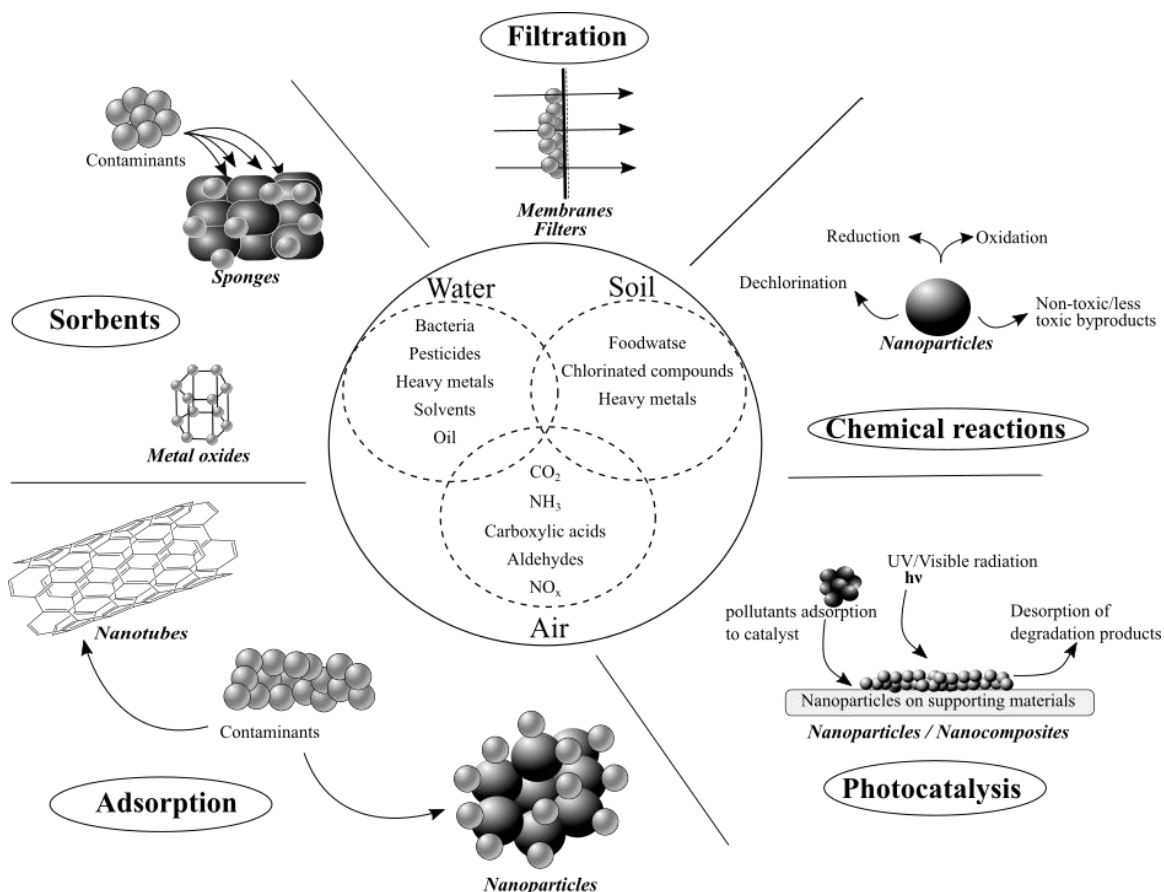 Filtration
Membranes
Filters
Contaminants
Sponges
Sorbents
Metal oxides
Reduction
Oxidation
Dechlorination
Non-toxic/less
toxic byproducts
Nanoparticles
Chemical reactions
Water
Bacteria
Pesticides
Heavy metals
Solvents
Oil
Soil
Foodwatse
Chlorinated compounds
Heavy metals
CO₂
NH₃
Carboxylic acids
Aldehydes
NOₓ
Air
Nanotubes
Contaminants
Adsorption
Nanoparticles
UV/Visible radiation
hν
pollutants adsorption
to catalyst
Desorption of
degradation products
Nanoparticles on supporting materials
Nanoparticles / Nanocomposites
Photocatalysis